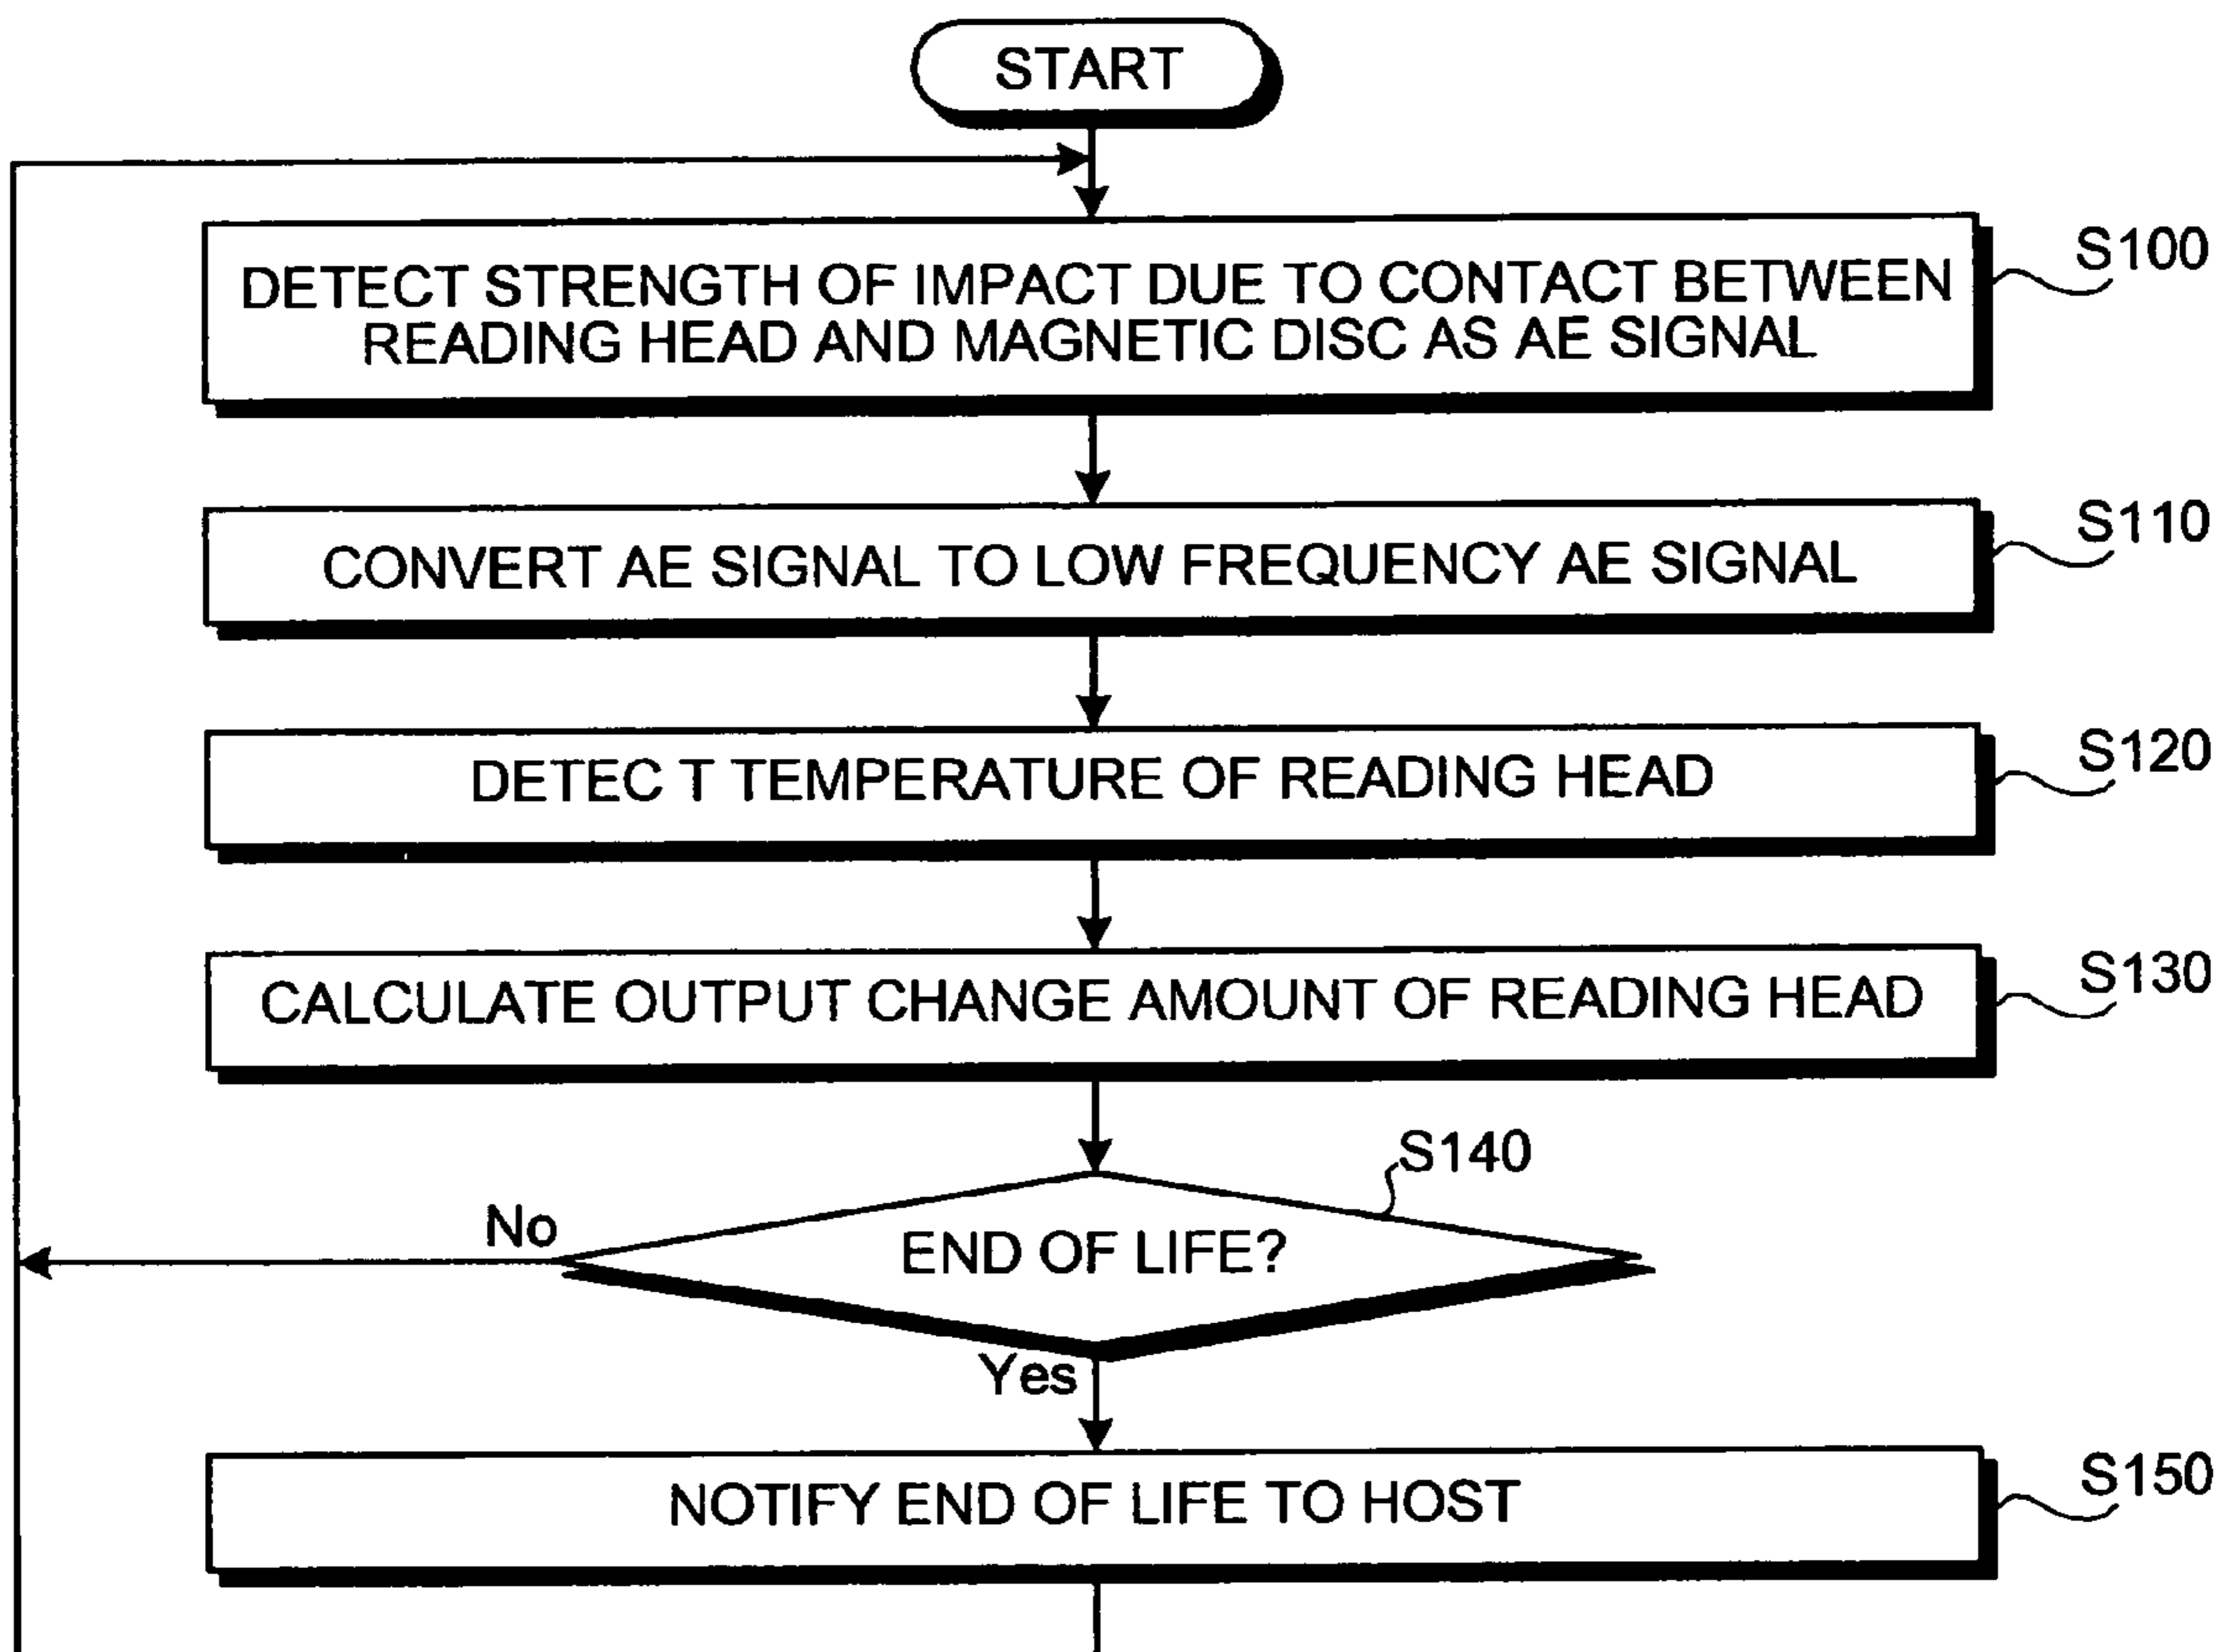 START
DETECT STRENGTH OF IMPACT DUE TO CONTACT BETWEEN
READING HEAD AND MAGNETIC DISC AS AE SIGNAL
S100
CONVERT AE SIGNAL TO LOW FREQUENCY AE SIGNAL
S110
DETEC T TEMPERATURE OF READING HEAD
S120
CALCULATE OUTPUT CHANGE AMOUNT OF READING HEAD
S130
S140
No
END OF LIFE?
Yes
NOTIFY END OF LIFE TO HOST
S150